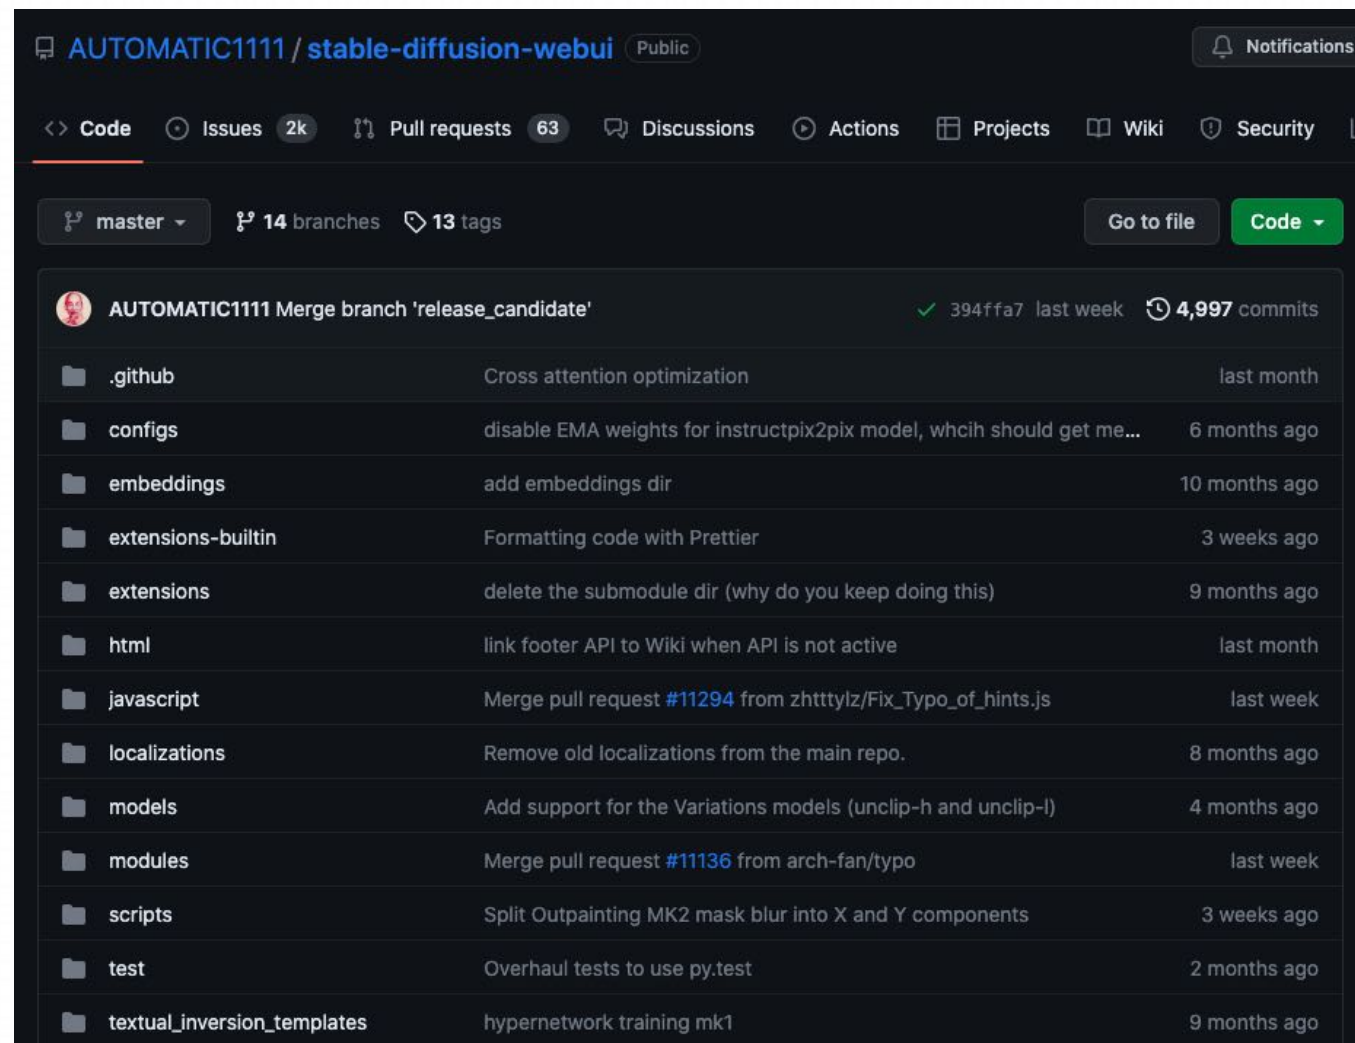 AUTOMATIC1111 / stable-diffusion-webui Public Notifications
<> Code Issues 2k Pull requests 63 Discussions Actions Projects Wiki Security
master 14 branches 13 tags Go to file Code
AUTOMATIC1111 Merge branch 'release_candidate' 394ffa7 last week 4,997 commits
.github Cross attention optimization last month
configs disable EMA weights for instructpix2pix model, whcih should get me... 6 months ago
embeddings add embeddings dir 10 months ago
extensions-builtin Formatting code with Prettier 3 weeks ago
extensions delete the submodule dir (why do you keep doing this) 9 months ago
html link footer API to Wiki when API is not active last month
javascript Merge pull request #11294 from zhtttylz/Fix_Typo_of_hints.js last week
localizations Remove old localizations from the main repo. 8 months ago
models Add support for the Variations models (unclip-h and unclip-l) 4 months ago
modules Merge pull request #11136 from arch-fan/typo last week
scripts Split Outpainting MK2 mask blur into X and Y components 3 weeks ago
test Overhaul tests to use py.test 2 months ago
textual_inversion_templates hypernetwork training mk1 9 months ago